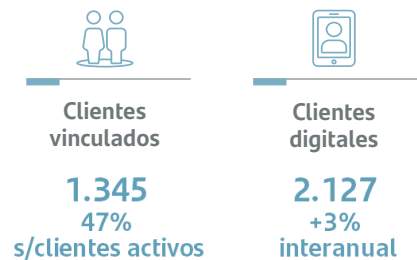 Clientes
vinculados
1.345
47%
s/clientes activos
Clientes
digitales
2.127
+3%
interanual